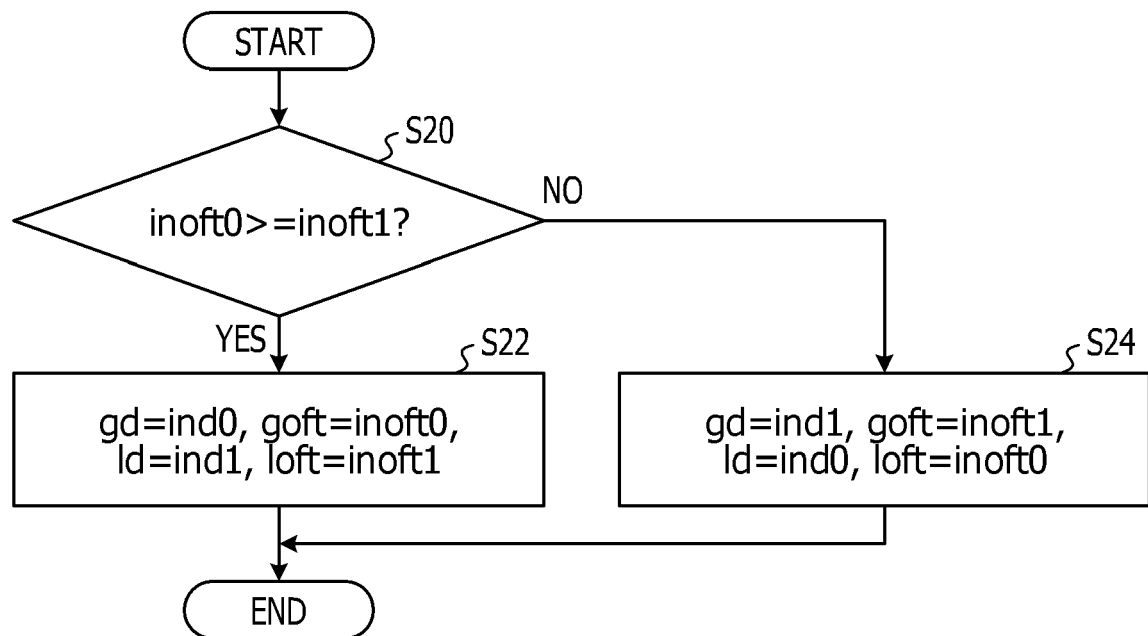 START
S20
inoft0>=inoft1?
NO
YES
S22
gd=ind0, goft=inoft0,
ld=ind1, loft=inoft1
S24
gd=ind1, goft=inoft1,
ld=ind0, loft=inoft0
END